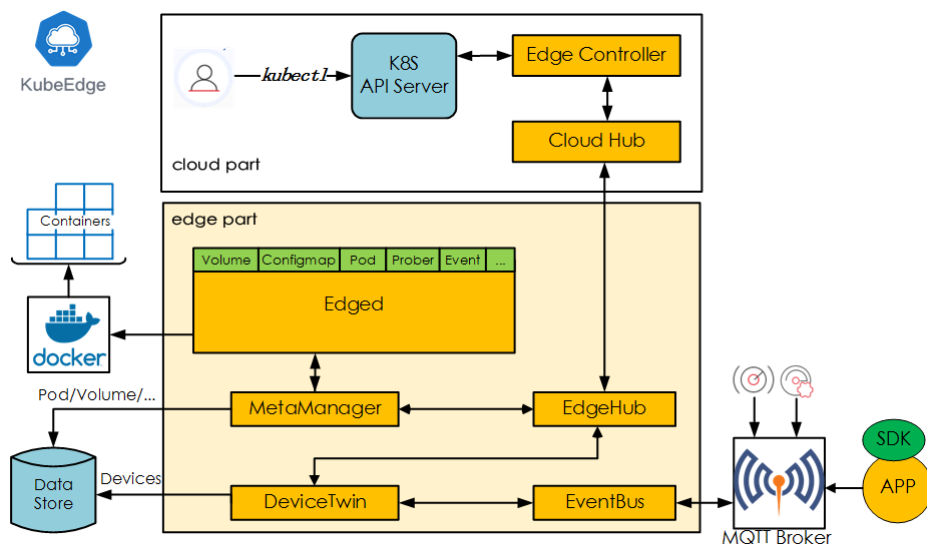 KubeEdge
kubectl
K8S
API Server
Edge Controller
Cloud Hub
cloud part
edge part
Containers
Volume
Configmap
Pod
Prober
Event
...
Edged
docker
Pod/Volume/...
MetaManager
EdgeHub
Data
Store
Devices
DeviceTwin
EventBus
MQTT Broker
SDK
APP